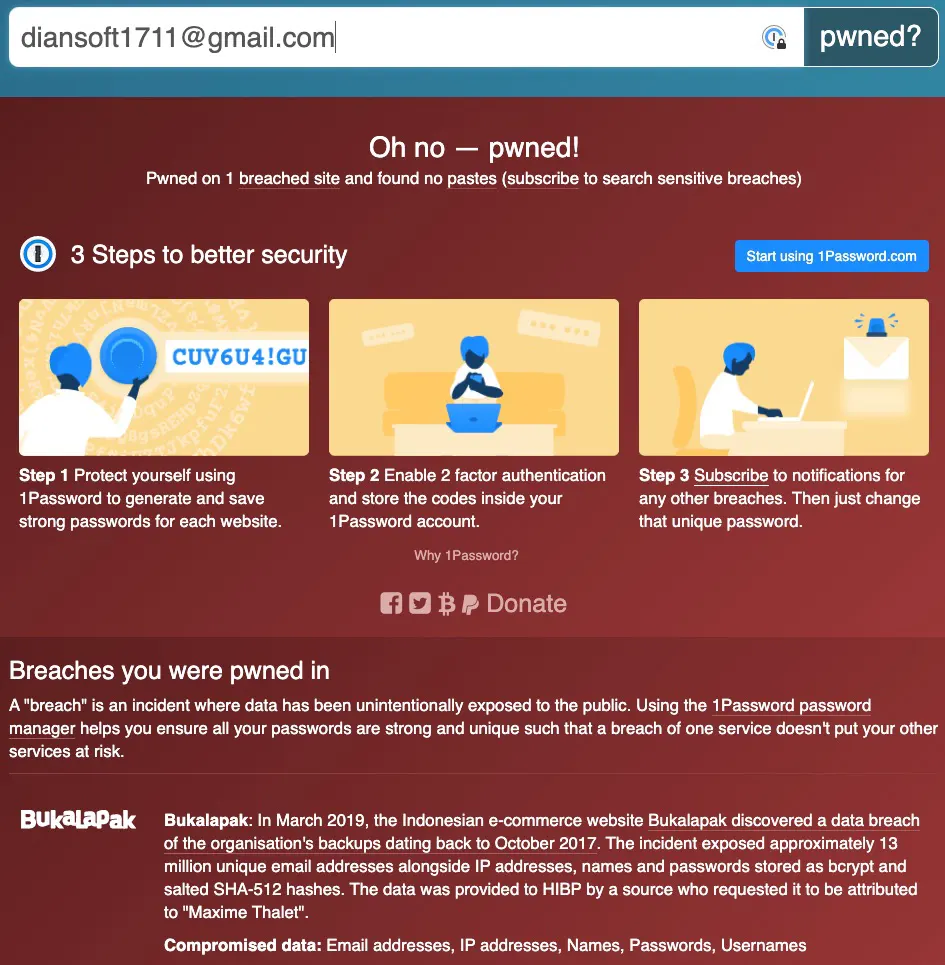 diansoft1711@gmail.com
pwned?
Oh no — pwned!
Pwned on 1 breached site and found no pastes (subscribe to search sensitive breaches)
3 Steps to better security
Start using 1Password.com
CUV6U4!GU
Step 1 Protect yourself using
1Password to generate and save
strong passwords for each website.
Step 2 Enable 2 factor authentication
and store the codes inside your
1Password account.
Step 3 Subscribe to notifications for
any other breaches. Then just change
that unique password.
Why 1Password?
Donate
Breaches you were pwned in
A "breach" is an incident where data has been unintentionally exposed to the public. Using the 1Password password
manager helps you ensure all your passwords are strong and unique such that a breach of one service doesn't put your other
services at risk.
BUKALAPAK
Bukalapak: In March 2019, the Indonesian e-commerce website Bukalapak discovered a data breach
of the organisation's backups dating back to October 2017. The incident exposed approximately 13
million unique email addresses alongside IP addresses, names and passwords stored as bcrypt and
salted SHA-512 hashes. The data was provided to HIBP by a source who requested it to be attributed
to "Maxime Thalet".
Compromised data: Email addresses, IP addresses, Names, Passwords, Usernames